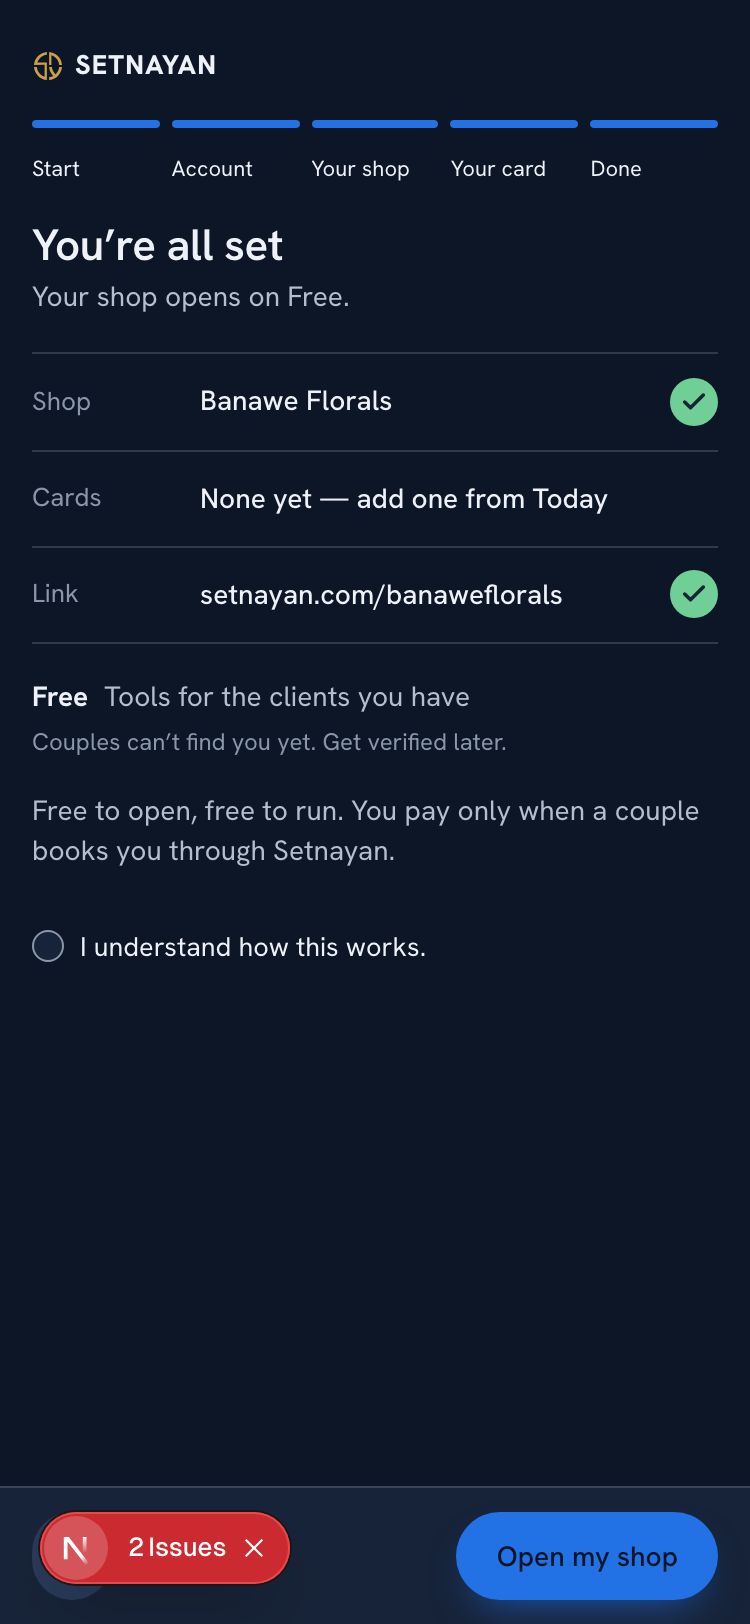 SETNAYAN
Start Account Your shop Your card Done
You’re all set
Your shop opens on Free.
Shop Banawe Florals
Cards None yet — add one from Today
Link setnayan.com/banaweflorals
Free Tools for the clients you have
Couples can’t find you yet. Get verified later.
Free to open, free to run. You pay only when a couple
books you through Setnayan.
I understand how this works.
N 2 Issues
Open my shop